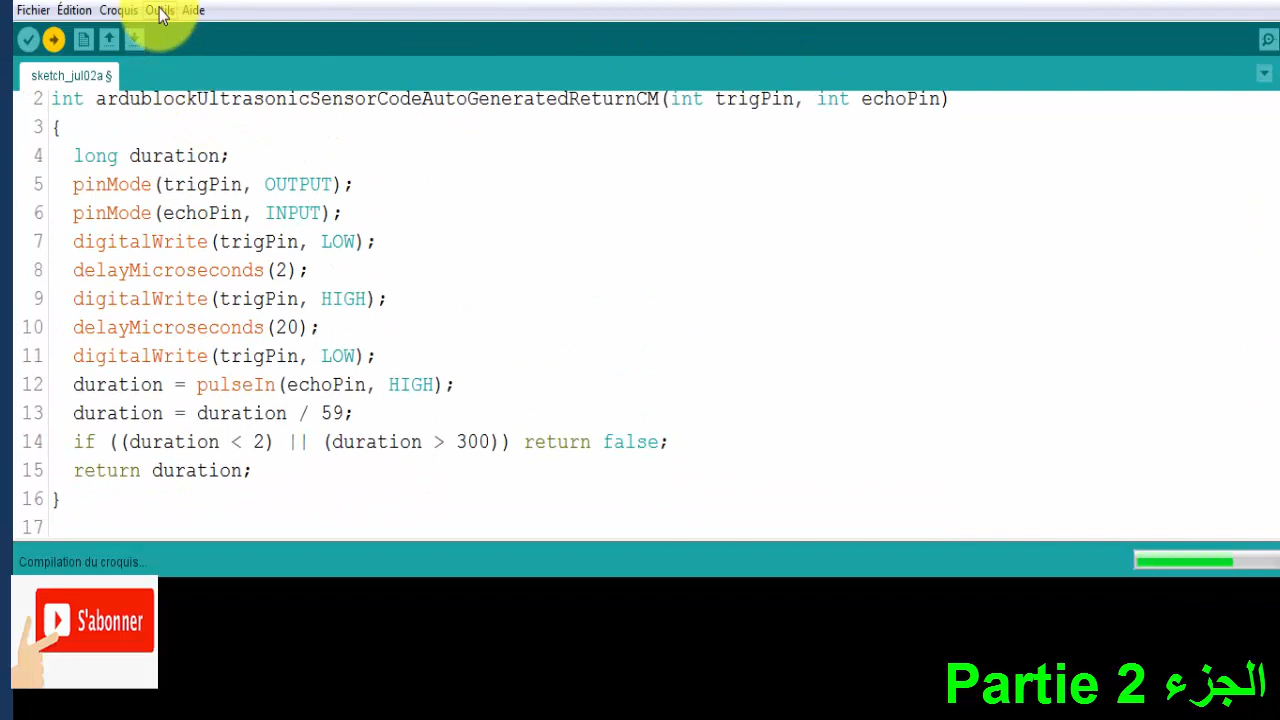 Fichier Édition Croquis Outils Aide
sketch_jul02a §
2 int ardublockUltrasonicSensorCodeAutoGeneratedReturnCM(int trigPin, int echoPin)
3 {
4 long duration;
5 pinMode(trigPin, OUTPUT);
6 pinMode(echoPin, INPUT);
7 digitalWrite(trigPin, LOW);
8 delayMicroseconds(2);
9 digitalWrite(trigPin, HIGH);
10 delayMicroseconds(20);
11 digitalWrite(trigPin, LOW);
12 duration = pulseIn(echoPin, HIGH);
13 duration = duration / 59;
14 if ((duration < 2) || (duration > 300)) return false;
15 return duration;
16 }
17
Compilation du croquis...
S'abonner
Partie 2 الجزء